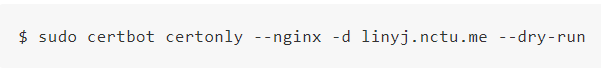 $ sudo certbot certonly --nginx -d linyj.nctu.me --dry-run